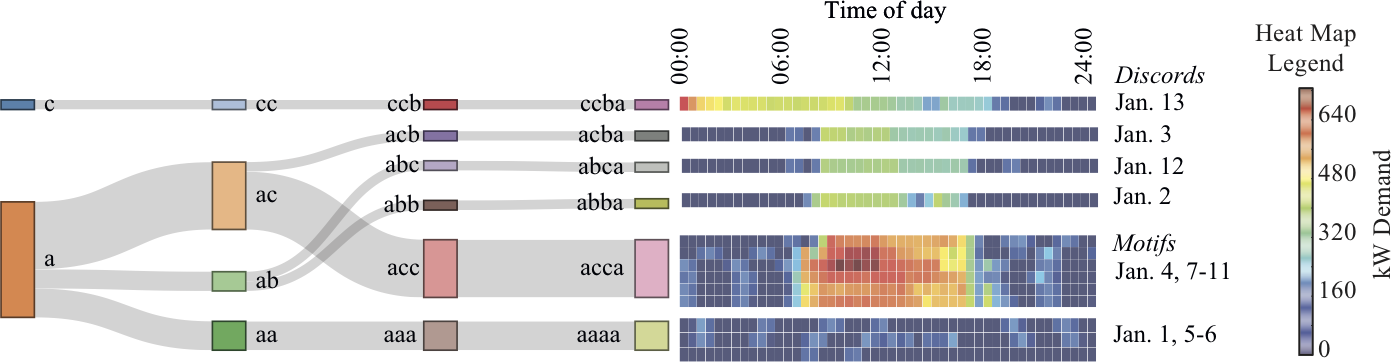 Time of day
00:00 06:00 12:00 18:00 24:00
Heat Map
Legend
Discords
c cc ccb ccba Jan. 13
acb acba Jan. 3
abc abca Jan. 12
abb abba Jan. 2
ac
Motifs
a acc acca Jan. 4, 7-11
ab
aa aaa aaaa Jan. 1, 5-6
640
480
320
160
0
kW Demand